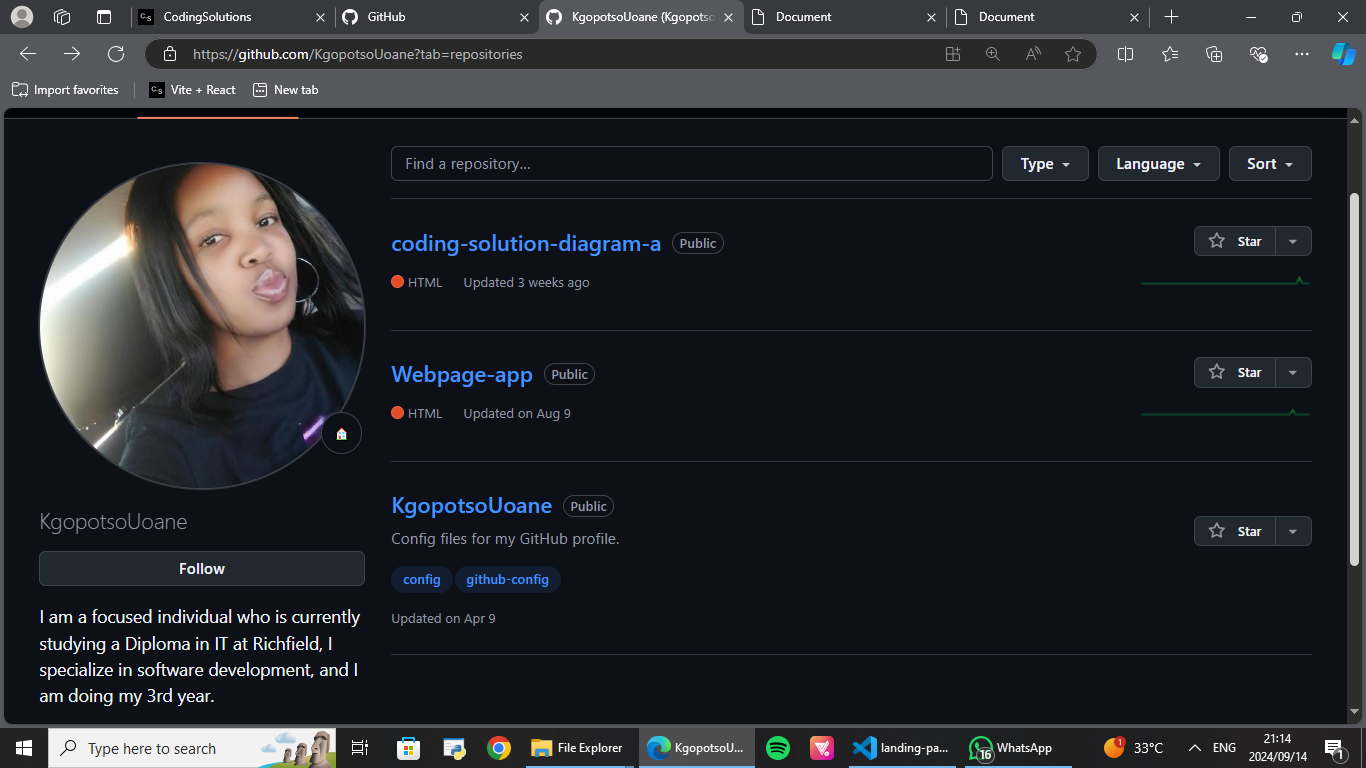 CodingSolutions
GitHub
KgopotsoUoane (Kgopotso
Document
Document
https://github.com/KgopotsoUoane?tab=repositories
Import favorites
Vite + React
New tab
Find a repository...
Type
Language
Sort
coding-solution-diagram-a
Public
Star
HTML
Updated 3 weeks ago
Webpage-app
Public
Star
HTML
Updated on Aug 9
KgopotsoUoane
Public
Config files for my GitHub profile.
Star
config
github-config
Updated on Apr 9
KgopotsoUoane
Follow
I am a focused individual who is currently
studying a Diploma in IT at Richfield, I
specialize in software development, and I
am doing my 3rd year.
Type here to search
File Explorer
KgopotsoU...
landing-pa...
16
WhatsApp
1
33°C
ENG
21:14
2024/09/14
1